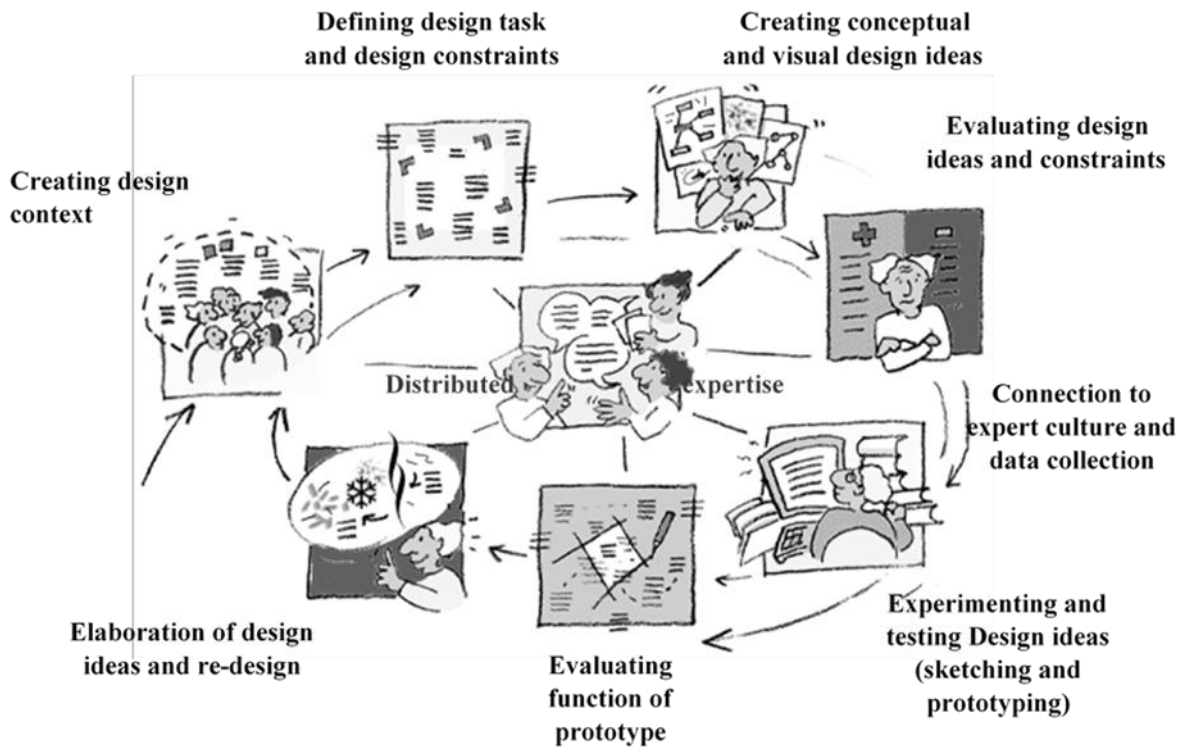 Defining design task
and design constraints
Creating conceptual
and visual design ideas
Evaluating design
ideas and constraints
Creating design
context
Distributed expertise
Connection to
expert culture and
data collection
Experimenting and
testing Design ideas
(sketching and
prototyping)
Evaluating
function of
prototype
Elaboration of design
ideas and re-design